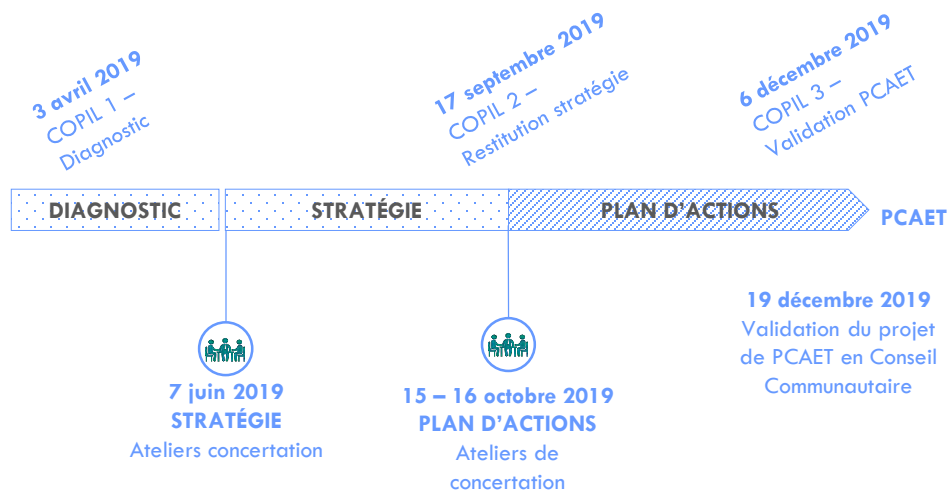 3 avril 2019
COPIL 1 –
Diagnostic
17 septembre 2019
COPIL 2 –
Restitution stratégie
6 décembre 2019
COPIL 3 –
Validation PCAET
DIAGNOSTIC
STRATÉGIE
PLAN D'ACTIONS
PCAET
7 juin 2019
STRATÉGIE
Ateliers concertation
15 – 16 octobre 2019
PLAN D'ACTIONS
Ateliers de
concertation
19 décembre 2019
Validation du projet
de PCAET en Conseil
Communautaire